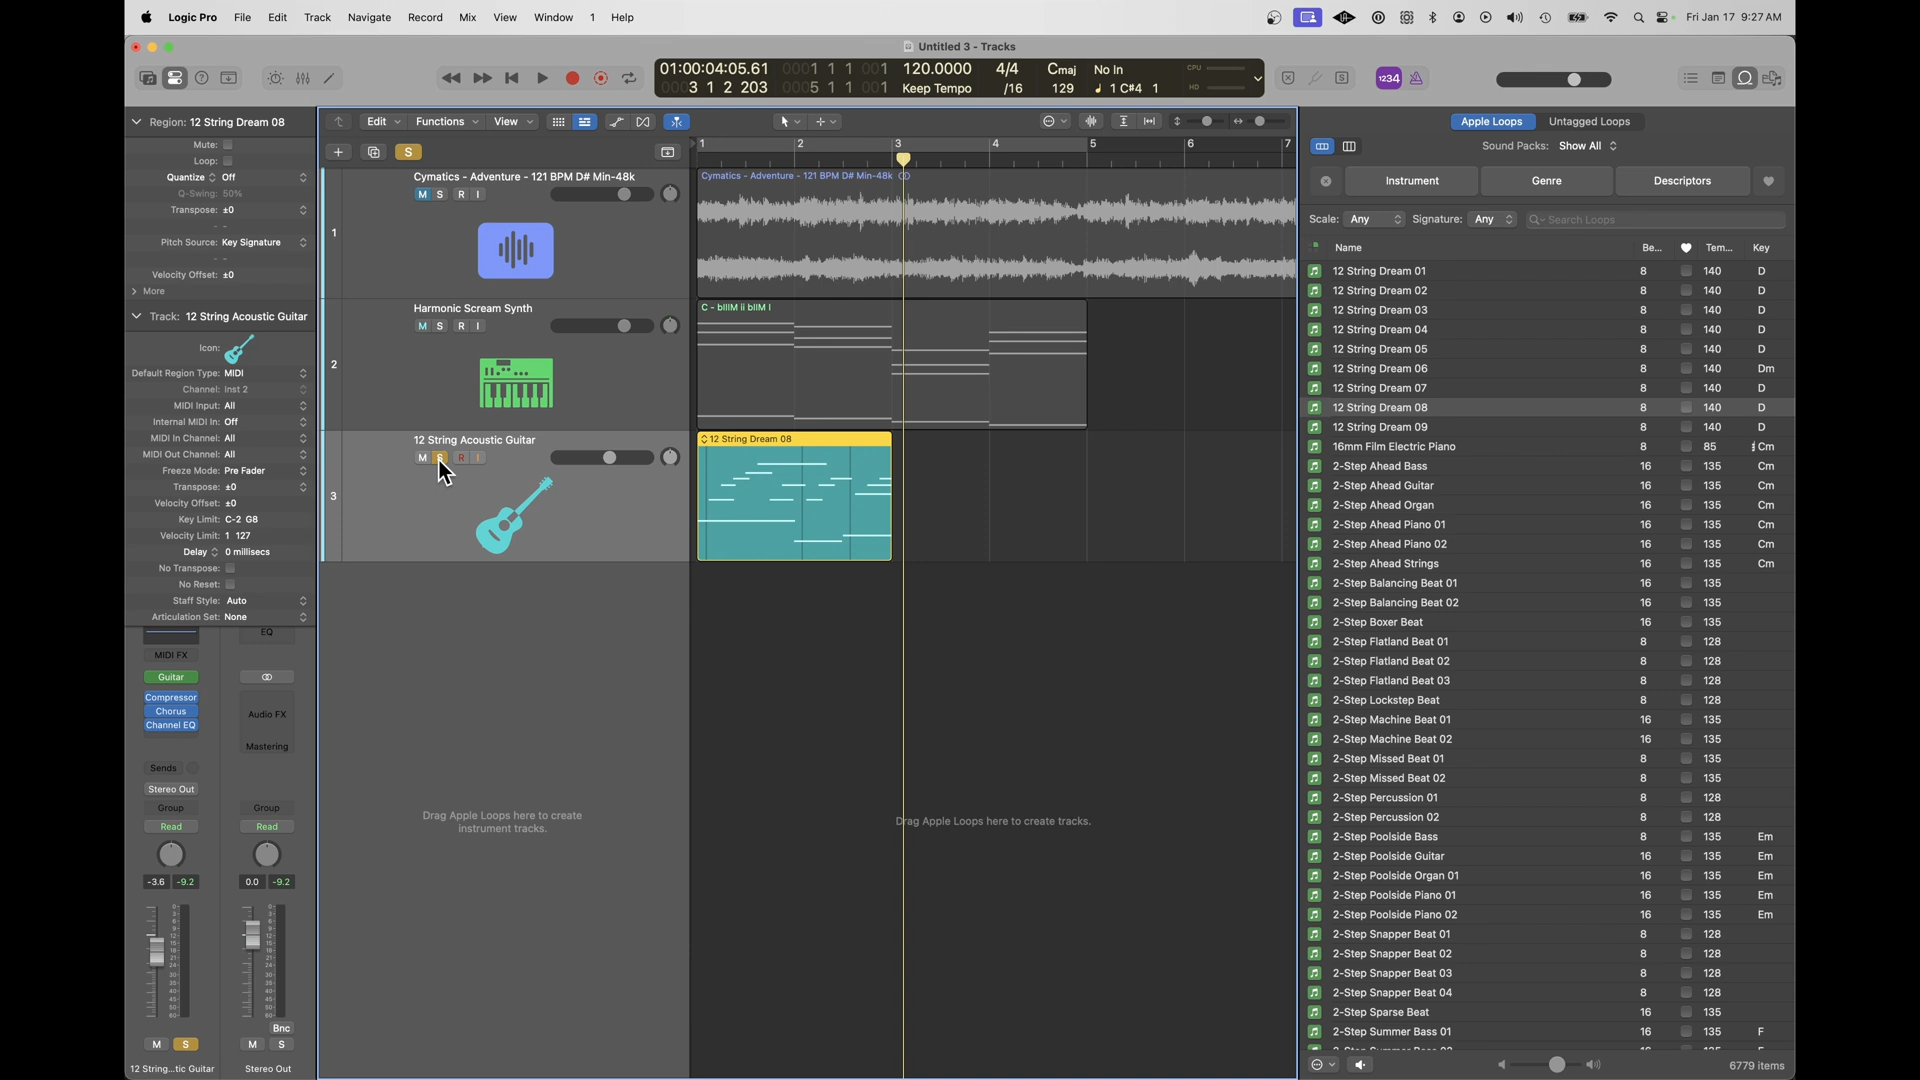 Logic Pro File Edit Track Navigate Record Mix View Window 1 Help
Fri Jan 17 9:27 AM
Untitled 3 - Tracks
01:00:04:05.61 0001 1 1 001 120.0000 4/4 Cmaj No In CPU
0003 1 2 203 0005 1 1 001 Keep Tempo /16 129 1 C#4 1 HD
S
1234
Region: 12 String Dream 08
Mute:
Loop:
Quantize Off
Q-Swing: 50%
Transpose: ±0
Pitch Source: Key Signature
Velocity Offset: ±0
More
Track: 12 String Acoustic Guitar
Icon:
Default Region Type: MIDI
Channel: Inst 2
MIDI Input: All
Internal MIDI In: Off
MIDI In Channel: All
MIDI Out Channel: All
Freeze Mode: Pre Fader
Transpose: ±0
Velocity Offset: ±0
Key Limit: C-2 G8
Velocity Limit: 1 127
Delay 0 millisecs
No Transpose:
No Reset:
Staff Style: Auto
Articulation Set: None
EQ
MIDI FX
Guitar
Compressor
Chorus
Channel EQ
Audio FX
Mastering
Sends
Stereo Out
Group Group
Read Read
-3.6 -9.2 0.0 -9.2
Bnc
M S M S
12 String...tic Guitar Stereo Out
Edit Functions View
S
1 2 3 4 5 6 7
1
Cymatics - Adventure - 121 BPM D# Min-48k
M S R I
Cymatics - Adventure - 121 BPM D# Min-48k
2
Harmonic Scream Synth
M S R I
C - bIIIM ii bIIM I
3
12 String Acoustic Guitar
M S R I
12 String Dream 08
Drag Apple Loops here to create
instrument tracks.
Drag Apple Loops here to create tracks.
Apple Loops Untagged Loops
Sound Packs: Show All
Instrument Genre Descriptors
Scale: Any Signature: Any Search Loops
Name Be... Tem... Key
12 String Dream 01 8 140 D
12 String Dream 02 8 140 D
12 String Dream 03 8 140 D
12 String Dream 04 8 140 D
12 String Dream 05 8 140 D
12 String Dream 06 8 140 Dm
12 String Dream 07 8 140 D
12 String Dream 08 8 140 D
12 String Dream 09 8 140 D
16mm Film Electric Piano 8 85 Cm
2-Step Ahead Bass 16 135 Cm
2-Step Ahead Guitar 16 135 Cm
2-Step Ahead Organ 16 135 Cm
2-Step Ahead Piano 01 16 135 Cm
2-Step Ahead Piano 02 16 135 Cm
2-Step Ahead Strings 16 135 Cm
2-Step Balancing Beat 01 16 135
2-Step Balancing Beat 02 16 135
2-Step Boxer Beat 16 135
2-Step Flatland Beat 01 8 128
2-Step Flatland Beat 02 8 128
2-Step Flatland Beat 03 8 128
2-Step Lockstep Beat 8 128
2-Step Machine Beat 01 16 135
2-Step Machine Beat 02 16 135
2-Step Missed Beat 01 8 135
2-Step Missed Beat 02 8 135
2-Step Percussion 01 8 128
2-Step Percussion 02 8 128
2-Step Poolside Bass 8 135 Em
2-Step Poolside Guitar 16 135 Em
2-Step Poolside Organ 01 16 135 Em
2-Step Poolside Piano 01 16 135 Em
2-Step Poolside Piano 02 16 135 Em
2-Step Snapper Beat 01 8 128
2-Step Snapper Beat 02 8 128
2-Step Snapper Beat 03 8 128
2-Step Snapper Beat 04 8 128
2-Step Sparse Beat 16 135
2-Step Summer Bass 01 16 135 F
6779 items